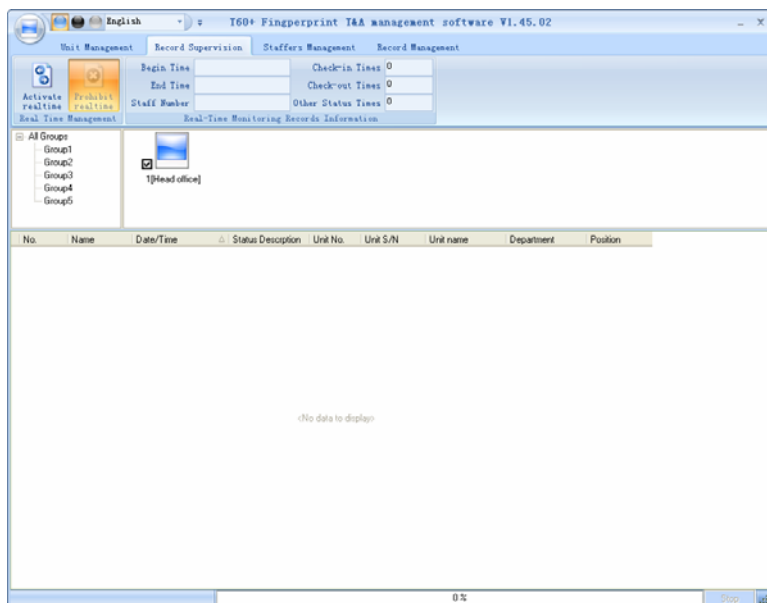 English T60+ Fingperprint T&A management software V1.45.02
Unit Management Record Supervision Staffers Management Record Management
Activate realtime
Prohibit realtime
Real Time Management
Begin Time
End Time
Staff Number
Check-in Times 0
Check-out Times 0
Other Status Times 0
Real-Time Monitoring Records Information
All Groups
Group1
Group2
Group3
Group4
Group5
1[Head office]
No. Name Date/Time Status Descrption Unit No. Unit S/N Unit name Department Position
<No data to display>
0% Stop